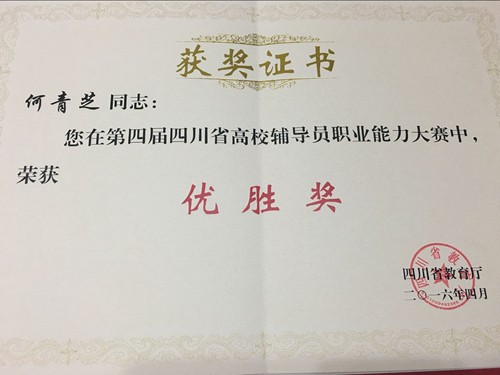 获奖证书
何青芝 同志：
您在第四届四川省高校辅导员职业能力大赛中，
荣获
优胜奖
四川省教育厅
二〇一六年四月